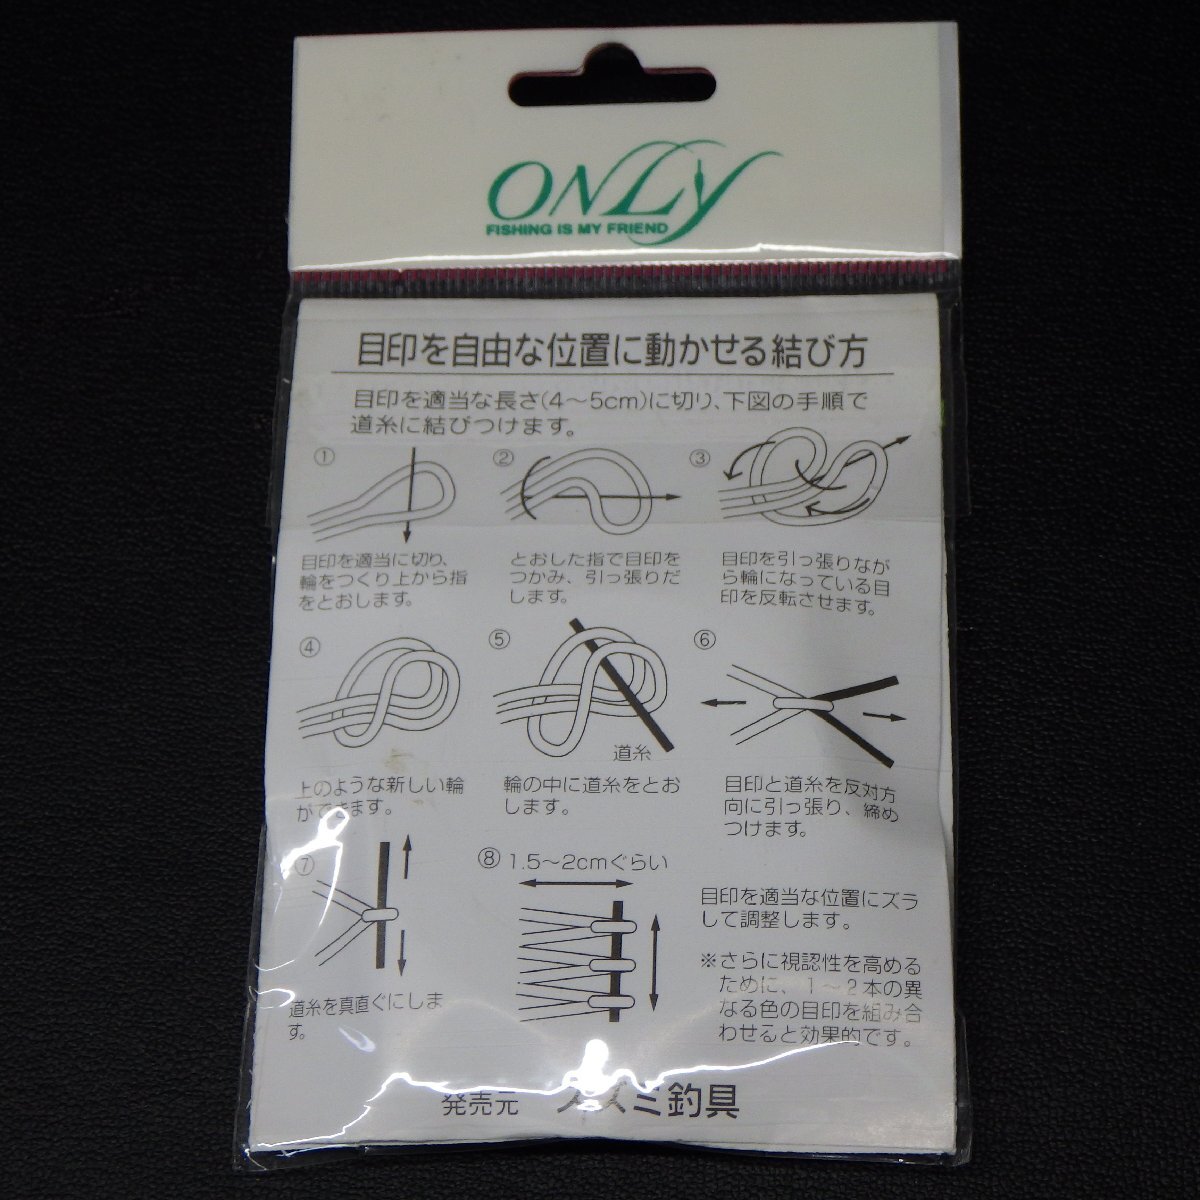 ONLY
FISHING IS MY FRIEND
目印を自由な位置に動かせる結び方
目印を適当な長さ(4～5cm)に切り、下図の手順で
道糸に結びつけます。
①
目印を適当に切り、
輪をつくり上から指
をとおします。
②
とおした指で目印を
つかみ、引っ張りだ
します。
③
目印を引っ張りなが
ら輪になっている目
印を反転させます。
④
上のような新しい輪
ができます。
⑤
道糸
輪の中に道糸をとお
します。
⑥
目印と道糸を反対方
向に引っ張り、締め
つけます。
⑦
道糸を真直ぐにしま
す。
⑧ 1.5～2cmぐらい
目印を適当な位置にズラ
して調整します。
※さらに視認性を高める
ために、1～2本の異
なる色の目印を組み合
わせると効果的です。
発売元
ミ釣具